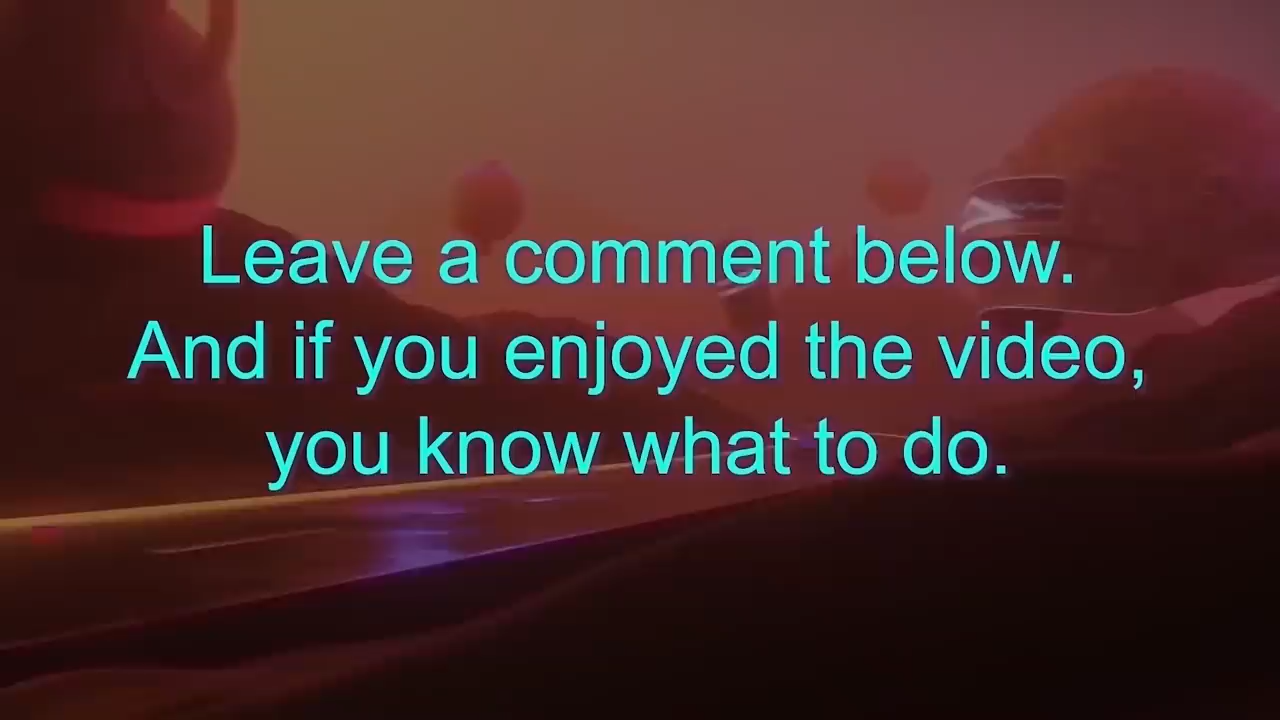 Leave a comment below.
And if you enjoyed the video,
you know what to do.